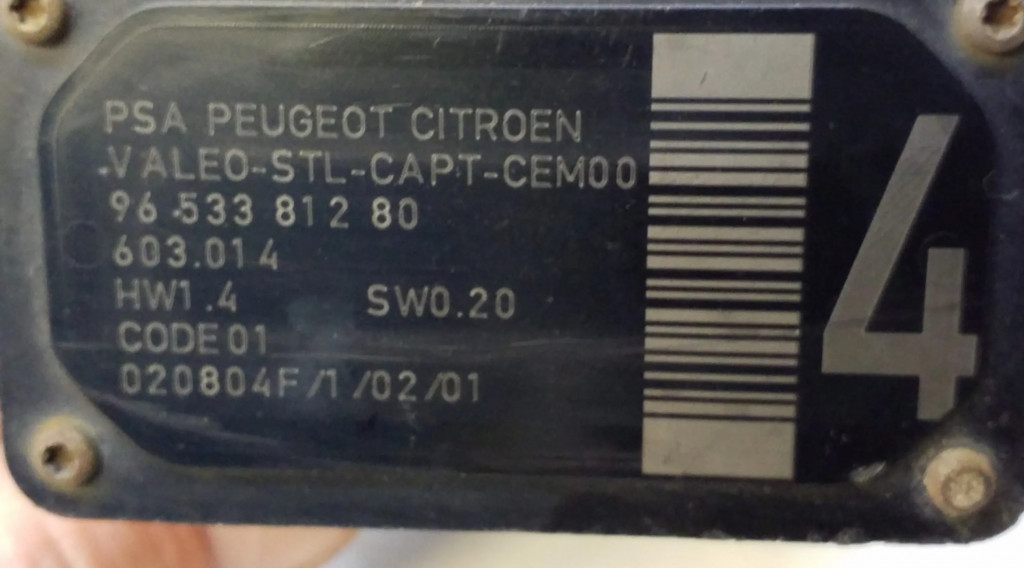 PSA PEUGEOT CITROEN
VALEO-STL-CAPT-CEM00
96 533 812 80
603.014
HW1.4 SW0.20
CODE 01
020804F/1/02/01
4